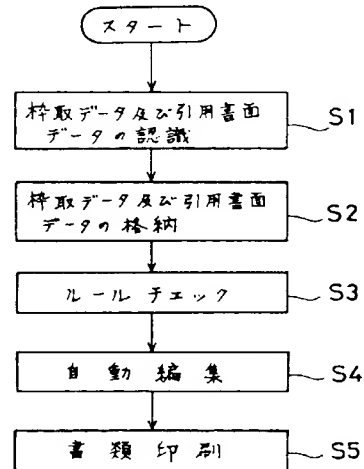 スタート
枠取データ及び引用書面
データの認識
S1
枠取データ及び引用書面
データの格納
S2
ルールチェック
S3
自動編集
S4
書類印刷
S5